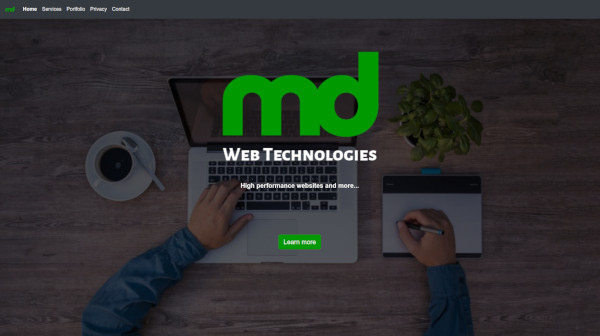 md
Home Services Portfolio Privacy Contact
md
Web Technologies
High performance websites and more...
Learn more